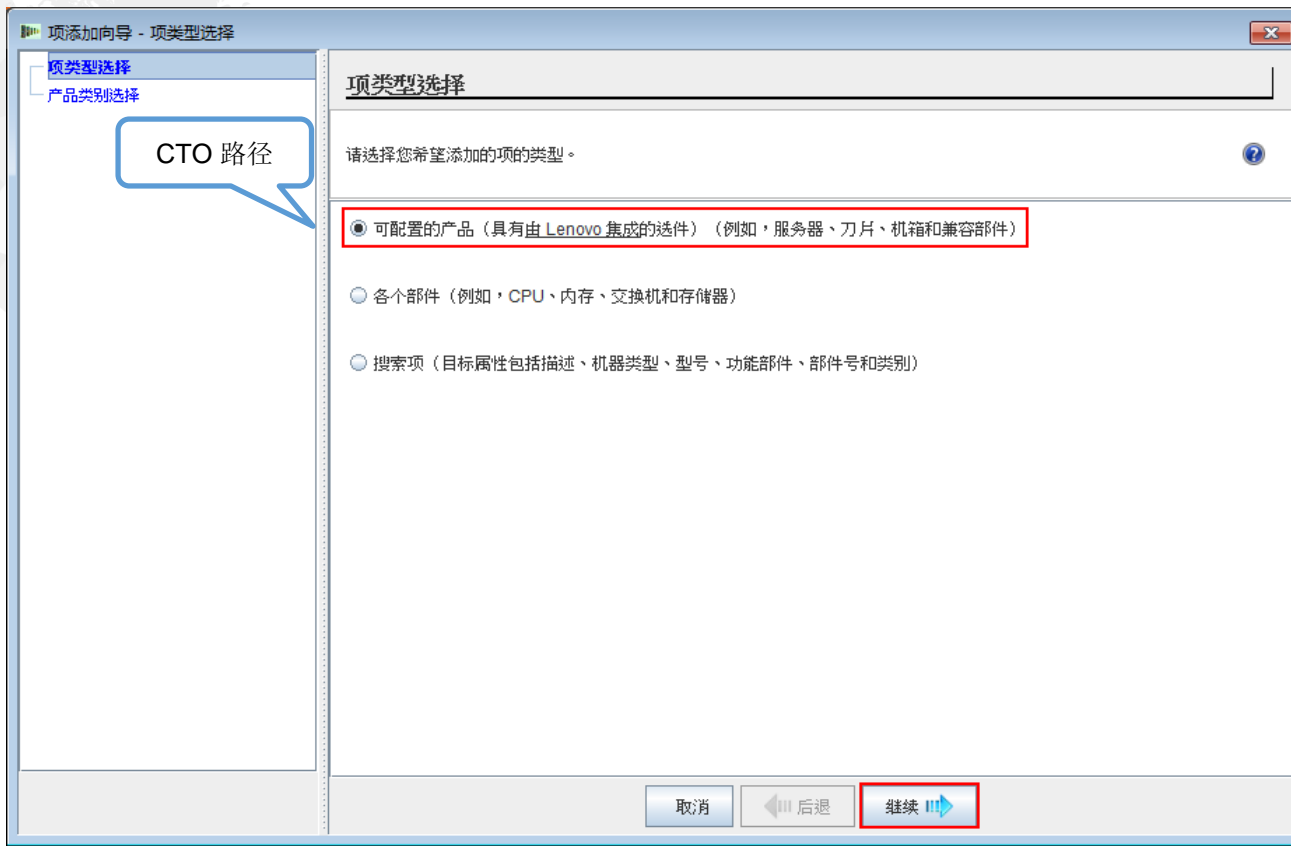 项添加向导 - 项类型选择
项类型选择
产品类别选择
CTO 路径
项类型选择
请选择您希望添加的项的类型。
可配置的产品（具有由 Lenovo 集成的选件）（例如，服务器、刀片、机箱和兼容部件）
各个部件（例如，CPU、内存、交换机和存储器）
搜索项（目标属性包括描述、机器类型、型号、功能部件、部件号和类别）
取消
后退
继续